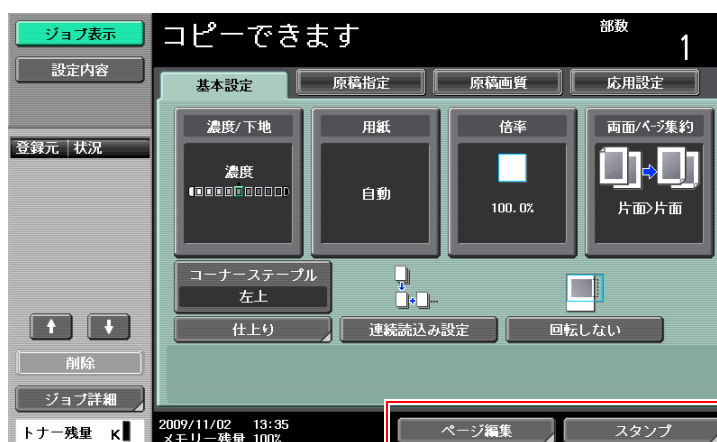 ジョブ表示
設定内容
登録元 状況
削除
ジョブ詳細
トナー残量 K
コピーできます
部数
1
基本設定
原稿指定
原稿画質
応用設定
濃度/下地
濃度
用紙
自動
倍率
100.0%
両面/ページ集約
片面>片面
コーナーステープル
左上
仕上り
連続読込み設定
回転しない
2009/11/02 13:35
メモリー残量 100%
ページ編集
スタンプ